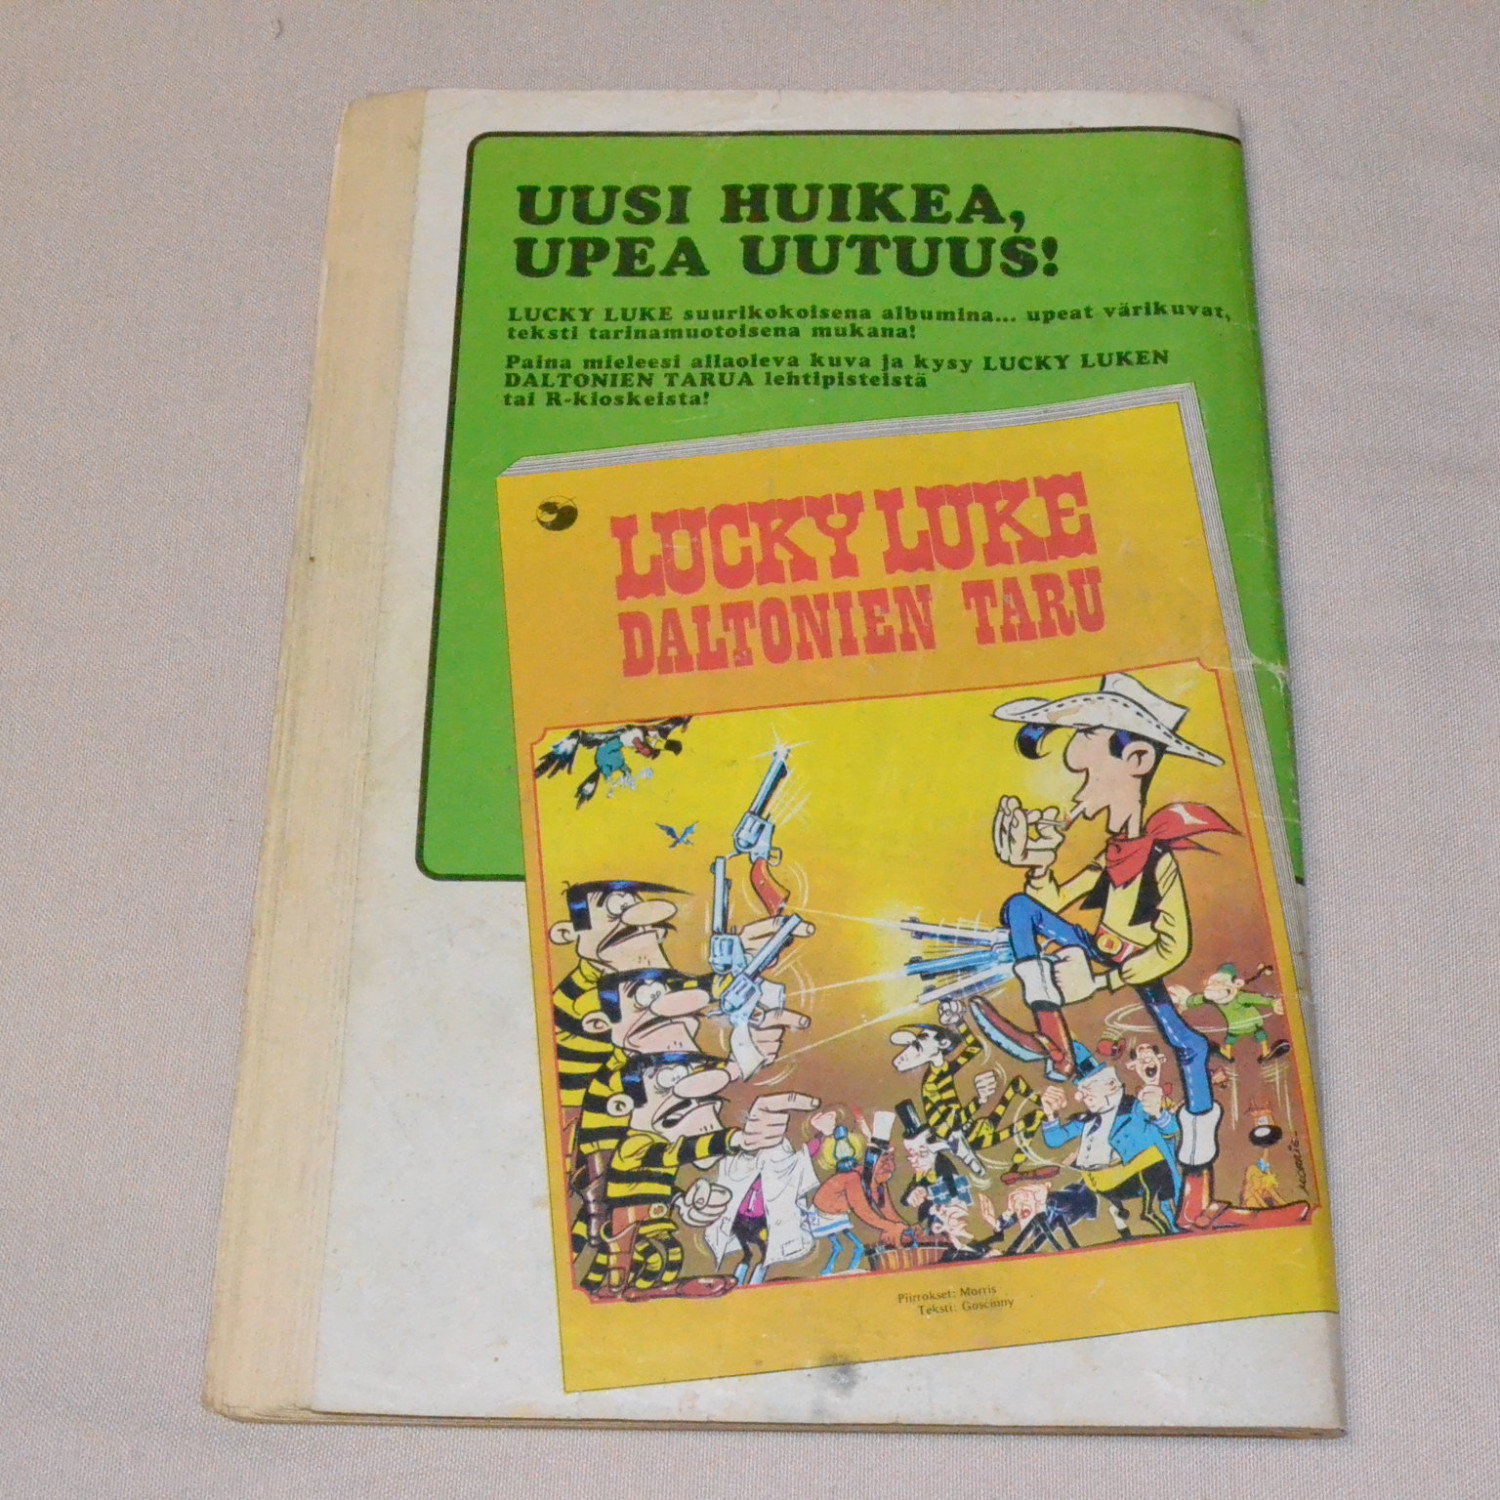 UUSI HUIKEA,
UPEA UUTUUS!
LUCKY LUKE suurikokoisena albumina... upeat värikuvat,
teksti tarinamuotoisena mukana!
Paina mieleesi allaoleva kuva ja kysy LUCKY LUKEN
DALTONIEN TARUA lehtipisteistä
tai R-kioskeista!
LUCKY LUKE
DALTONIEN TARU
MORRIS
Piirrokset: Morris
Teksti: Goscinny